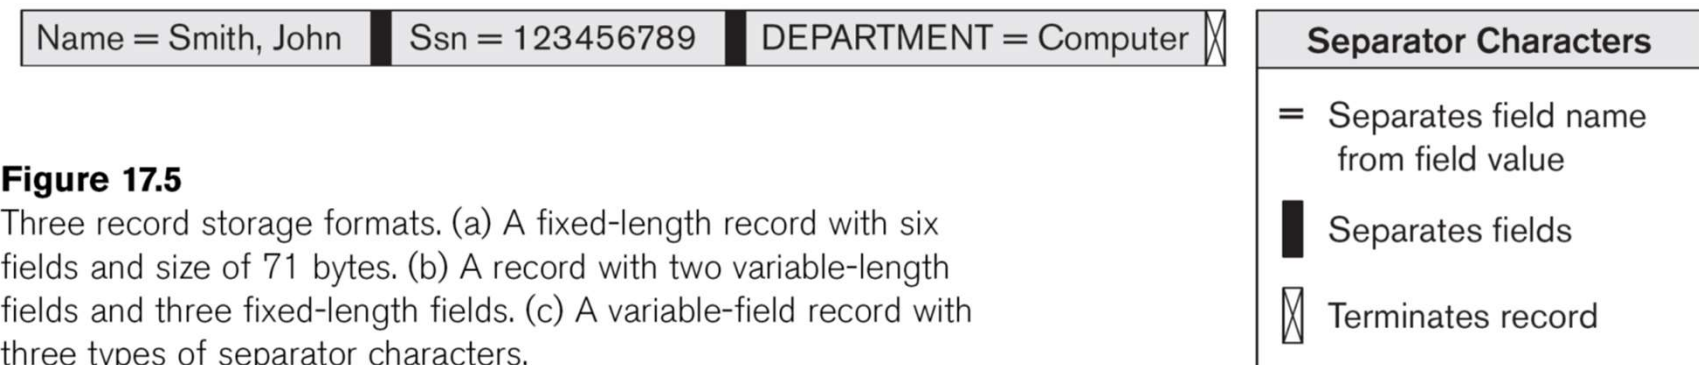 Name = Smith, John Ssn = 123456789 DEPARTMENT = Computer
Separator Characters
= Separates field name
from field value
Separates fields
Terminates record
Figure 17.5
Three record storage formats. (a) A fixed-length record with six
fields and size of 71 bytes. (b) A record with two variable-length
fields and three fixed-length fields. (c) A variable-field record with
three types of separator characters.